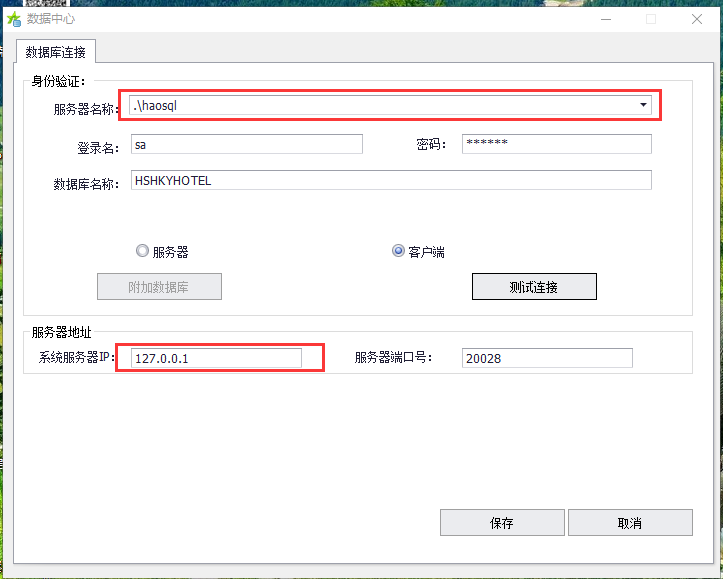 数据中心
数据库连接
身份验证：
服务器名称： .\haosql
登录名： sa 密码： ******
数据库名称： HSHKYHOTEL
服务器 客户端
附加数据库 测试连接
服务器地址
系统服务器IP： 127.0.0.1 服务器端口号： 20028
保存 取消